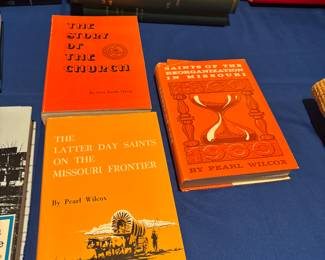 THE
STORY
OF
THE
CHURCH
THE
LATTER DAY SAINTS
ON THE
MISSOURI FRONTIER
By Pearl Wilcox
SAINTS OF THE
REORGANIZATION
IN MISSOURI
BY PEARL WILCOX